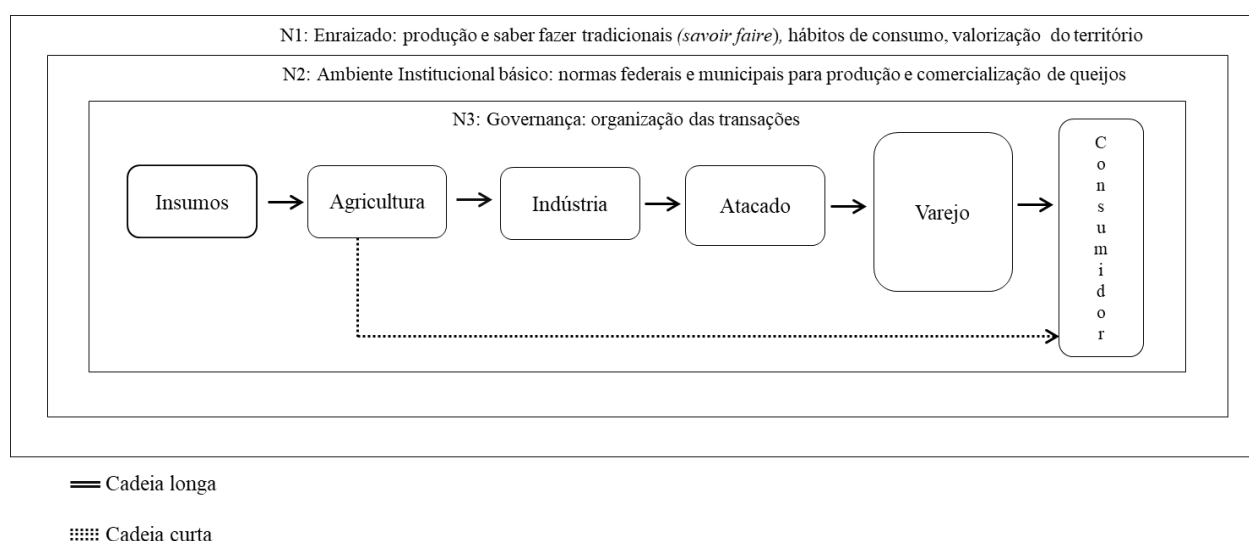 N1: Enraizado: produção e saber fazer tradicionais (savoir faire), hábitos de consumo, valorização do território
N2: Ambiente Institucional básico: normas federais e municipais para produção e comercialização de queijos
N3: Governança: organização das transações
Insumos
Agricultura
Indústria
Atacado
Varejo
C
o
n
s
u
m
i
d
o
r
Cadeia longa
Cadeia curta